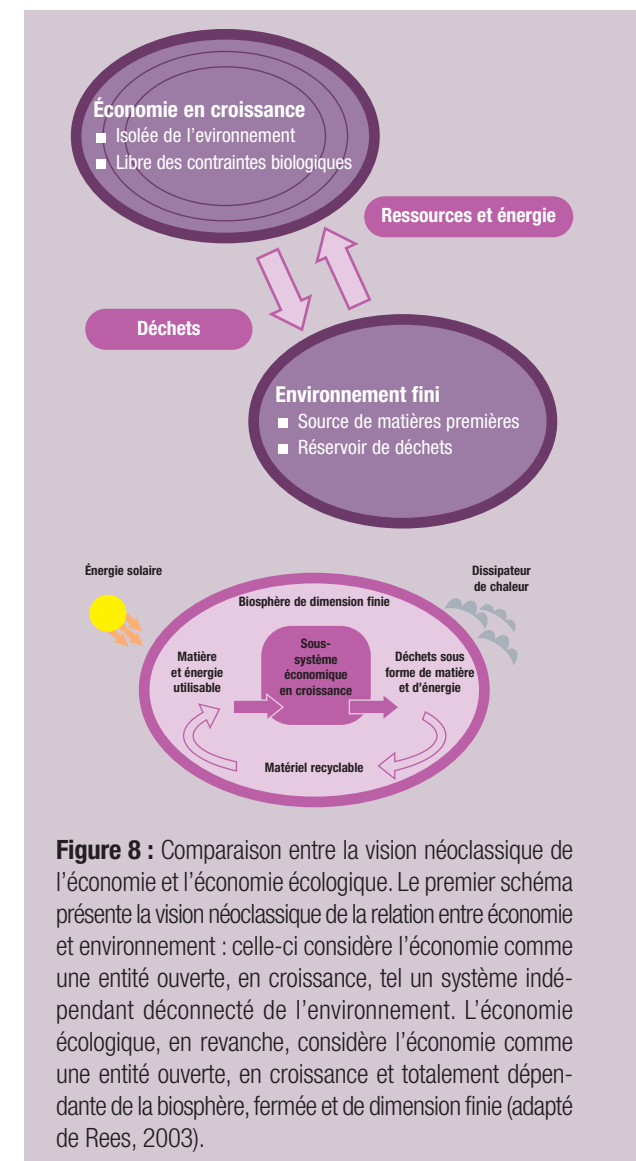 Économie en croissance
Isolée de l'evironnement
Libre des contraintes biologiques
Ressources et énergie
Déchets
Environnement fini
Source de matières premières
Réservoir de déchets
Énergie solaire
Dissipateur
de chaleur
Biosphère de dimension finie
Matière
et énergie
utilisable
Sous-
système
économique
en croissance
Déchets sous
forme de matière
et d'énergie
Matériel recyclable
Figure 8 : Comparaison entre la vision néoclassique de
l'économie et l'économie écologique. Le premier schéma
présente la vision néoclassique de la relation entre économie
et environnement : celle-ci considère l'économie comme
une entité ouverte, en croissance, tel un système indé-
pendant déconnecté de l'environnement. L'économie
écologique, en revanche, considère l'économie comme
une entité ouverte, en croissance et totalement dépen-
dante de la biosphère, fermée et de dimension finie (adapté
de Rees, 2003).